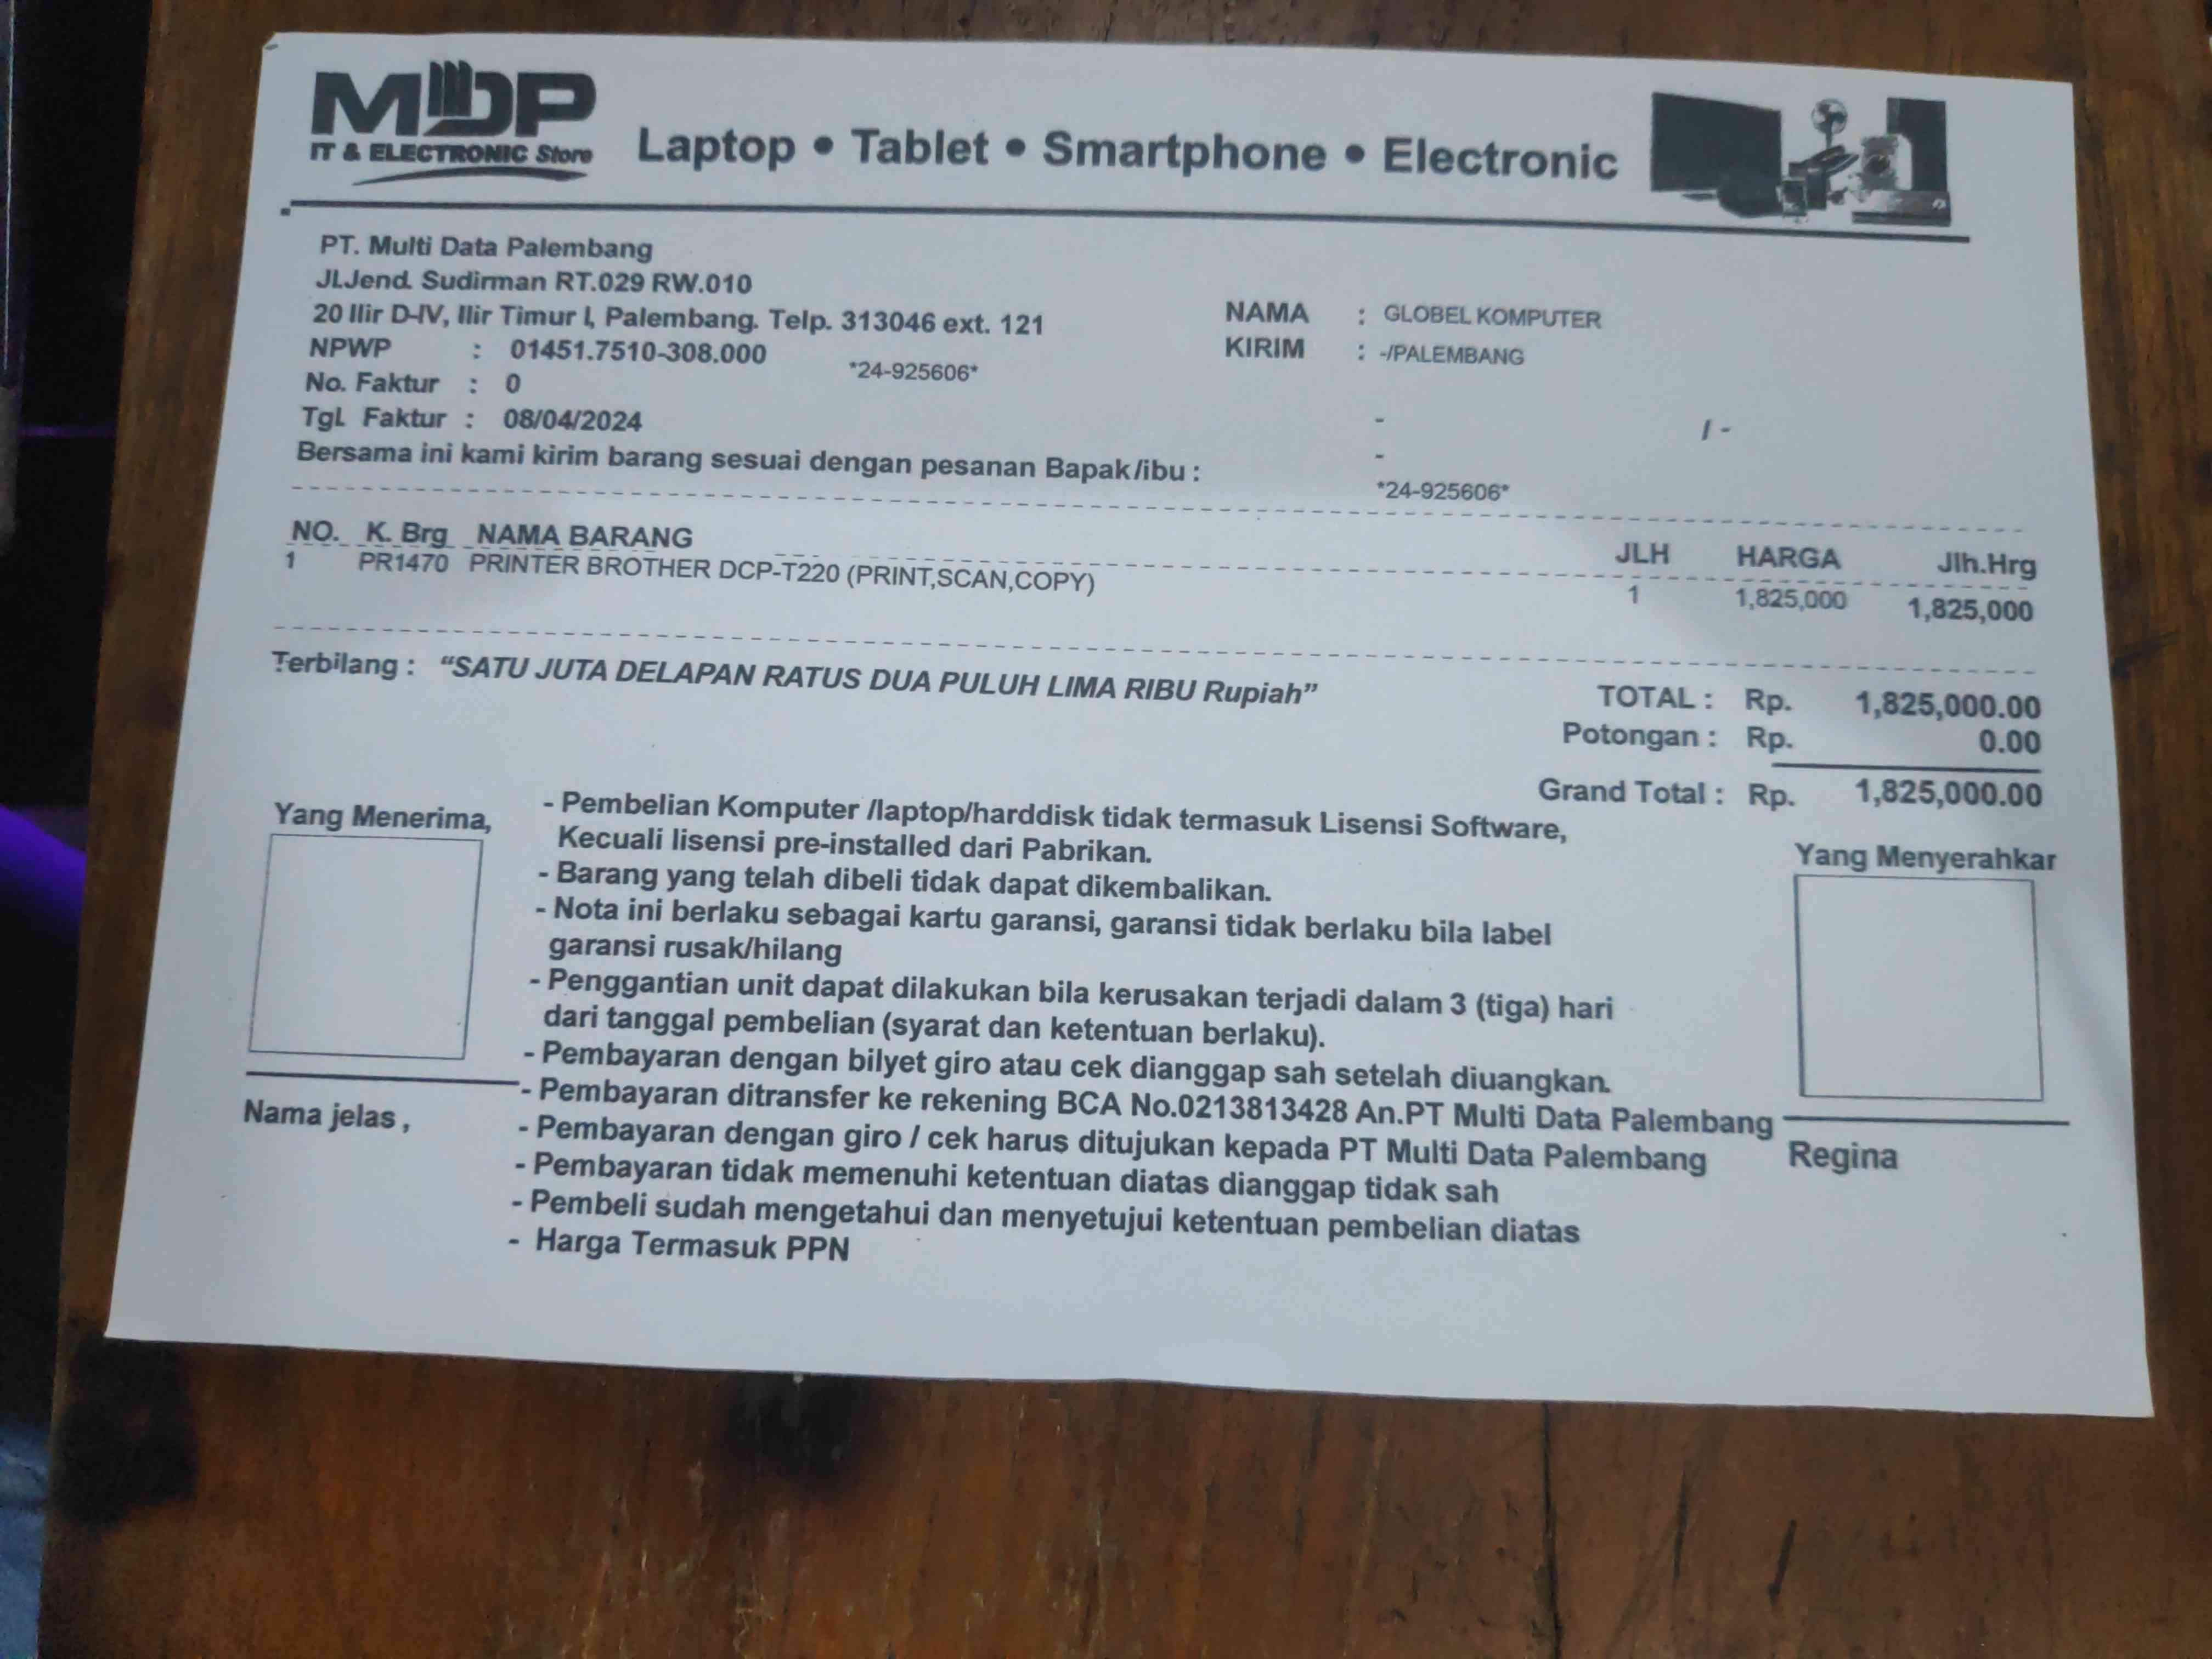 MDP
IT & ELECTRONIC Store
Laptop • Tablet • Smartphone • Electronic
PT. Multi Data Palembang
Jl.Jend. Sudirman RT.029 RW.010
20 Ilir D-IV, Ilir Timur I, Palembang. Telp. 313046 ext. 121
NPWP : 01451.7510-308.000
*24-925606*
No. Faktur : 0
Tgl. Faktur : 08/04/2024
Bersama ini kami kirim barang sesuai dengan pesanan Bapak/ibu :
NAMA : GLOBEL KOMPUTER
KIRIM : -/PALEMBANG
- / -
-
*24-925606*
NO. K. Brg NAMA BARANG JLH HARGA Jlh.Hrg
1 PR1470 PRINTER BROTHER DCP-T220 (PRINT,SCAN,COPY) 1 1,825,000 1,825,000
Terbilang : “SATU JUTA DELAPAN RATUS DUA PULUH LIMA RIBU Rupiah”
TOTAL : Rp. 1,825,000.00
Potongan : Rp. 0.00
Grand Total : Rp. 1,825,000.00
Yang Menerima,
- Pembelian Komputer /laptop/harddisk tidak termasuk Lisensi Software,
Kecuali lisensi pre-installed dari Pabrikan.
- Barang yang telah dibeli tidak dapat dikembalikan.
- Nota ini berlaku sebagai kartu garansi, garansi tidak berlaku bila label
garansi rusak/hilang
- Penggantian unit dapat dilakukan bila kerusakan terjadi dalam 3 (tiga) hari
dari tanggal pembelian (syarat dan ketentuan berlaku).
- Pembayaran dengan bilyet giro atau cek dianggap sah setelah diuangkan.
- Pembayaran ditransfer ke rekening BCA No.0213813428 An.PT Multi Data Palembang
- Pembayaran dengan giro / cek harus ditujukan kepada PT Multi Data Palembang
- Pembayaran tidak memenuhi ketentuan diatas dianggap tidak sah
- Pembeli sudah mengetahui dan menyetujui ketentuan pembelian diatas
- Harga Termasuk PPN
Nama jelas ,
Yang Menyerahkar
Regina